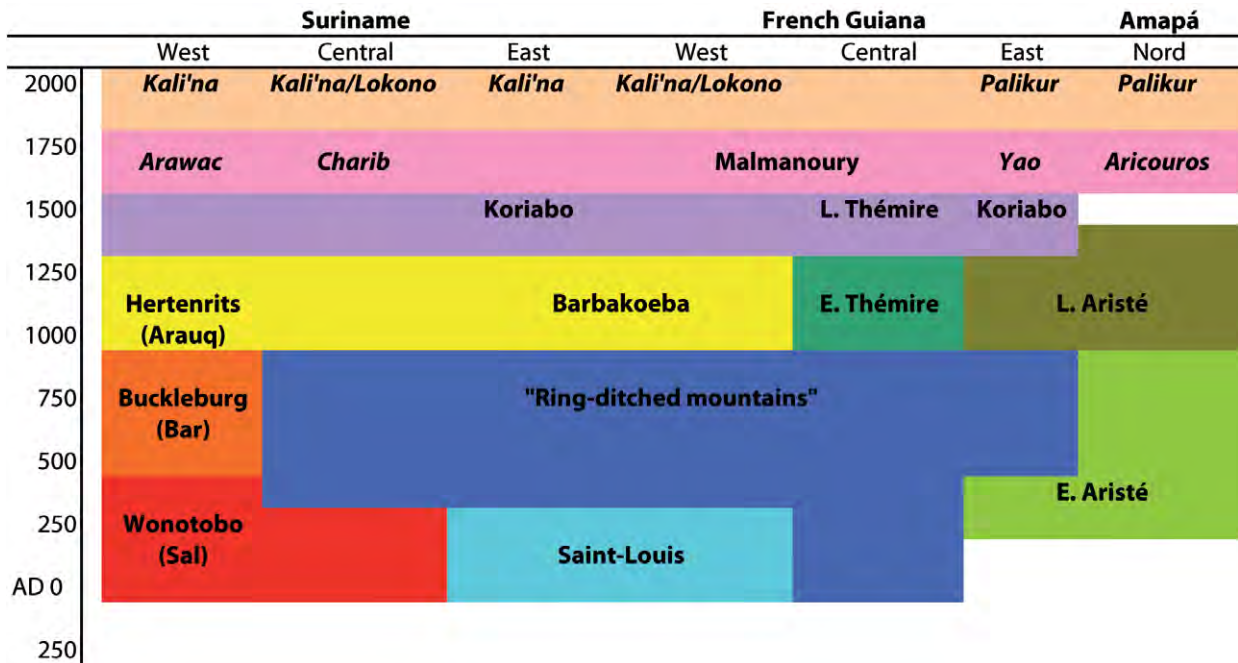 Suriname French Guiana Amapá
West Central East West Central East Nord
2000 Kali'na Kali'na/Lokono Kali'na Kali'na/Lokono Palikur Palikur
1750
Arawac Charib Malmanoury Yao Aricouros
1500 Koriabo L. Thémire Koriabo
1250
Hertenrits Barbakoeba E. Thémire L. Aristé
1000 (Arauq)
750 Buckleburg "Ring-ditched mountains"
(Bar)
500
E. Aristé
250 Wonotobo
(Sal) Saint-Louis
AD 0
250